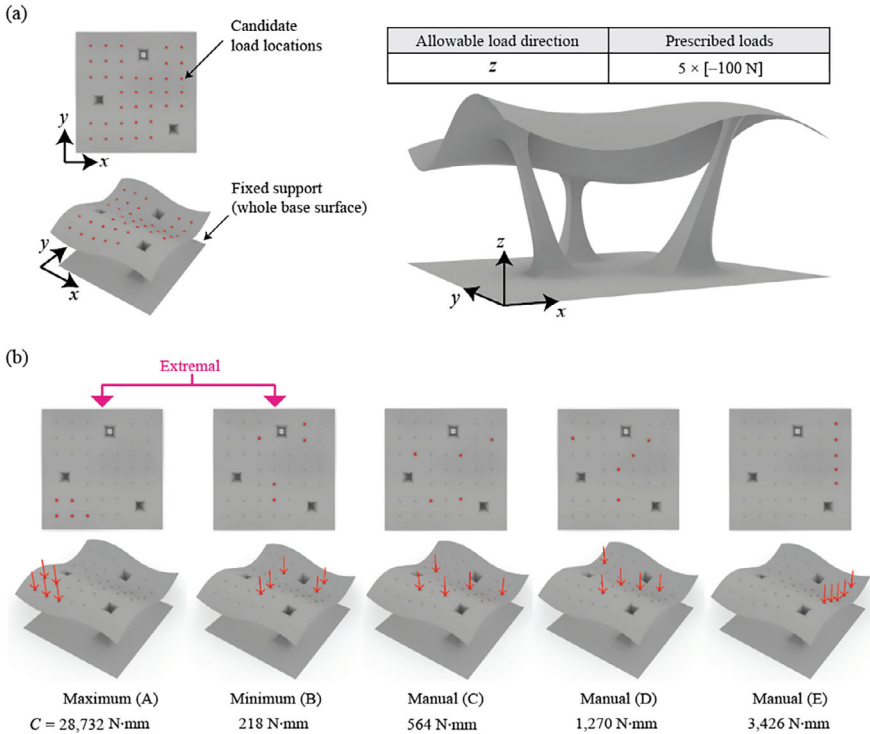 (a)
Candidate
load locations
y
x
Fixed support
(whole base surface)
y
x
Allowable load direction Prescribed loads
z 5 × [−100 N]
z
y
x
(b)
Extremal
Maximum (A) Minimum (B) Manual (C) Manual (D) Manual (E)
C = 28,732 N·mm 218 N·mm 564 N·mm 1,270 N·mm 3,426 N·mm